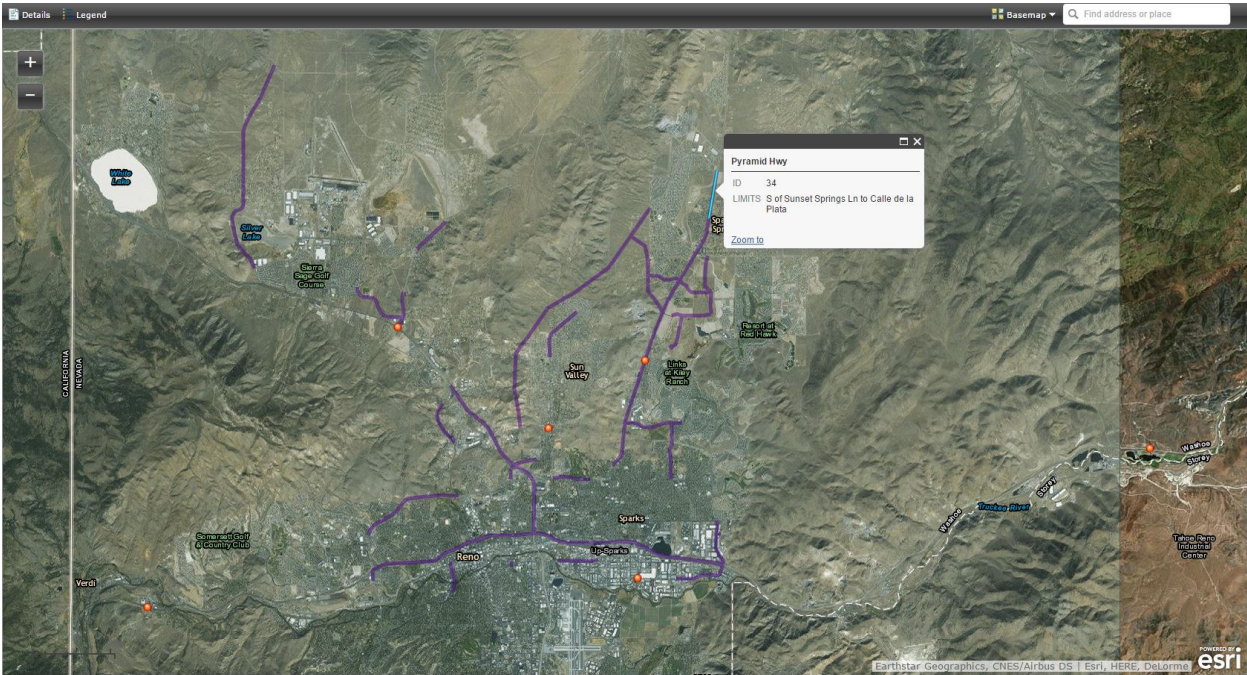 Details
Legend
Basemap
Find address or place
+
−
White
Lake
Silver
Lake
Sierra
Sage Golf
Course
Pyramid Hwy
ID 34
LIMITS S of Sunset Springs Ln to Calle de la
Plata
Zoom to
Spa
Spr
Resort at
Red Hawk
CALIFORNIA
NEVADA
Sun
Valley
Links
at Kiley
Ranch
Washoe
Storey
Storey
Washoe
Truckee River
Sparks
Somersett Golf
& Country Club
Up-Sparks
Reno
Tahoe Reno
Industrial
Center
Verdi
Earthstar Geographics, CNES/Airbus DS | Esri, HERE, DeLorme
POWERED BY
esri